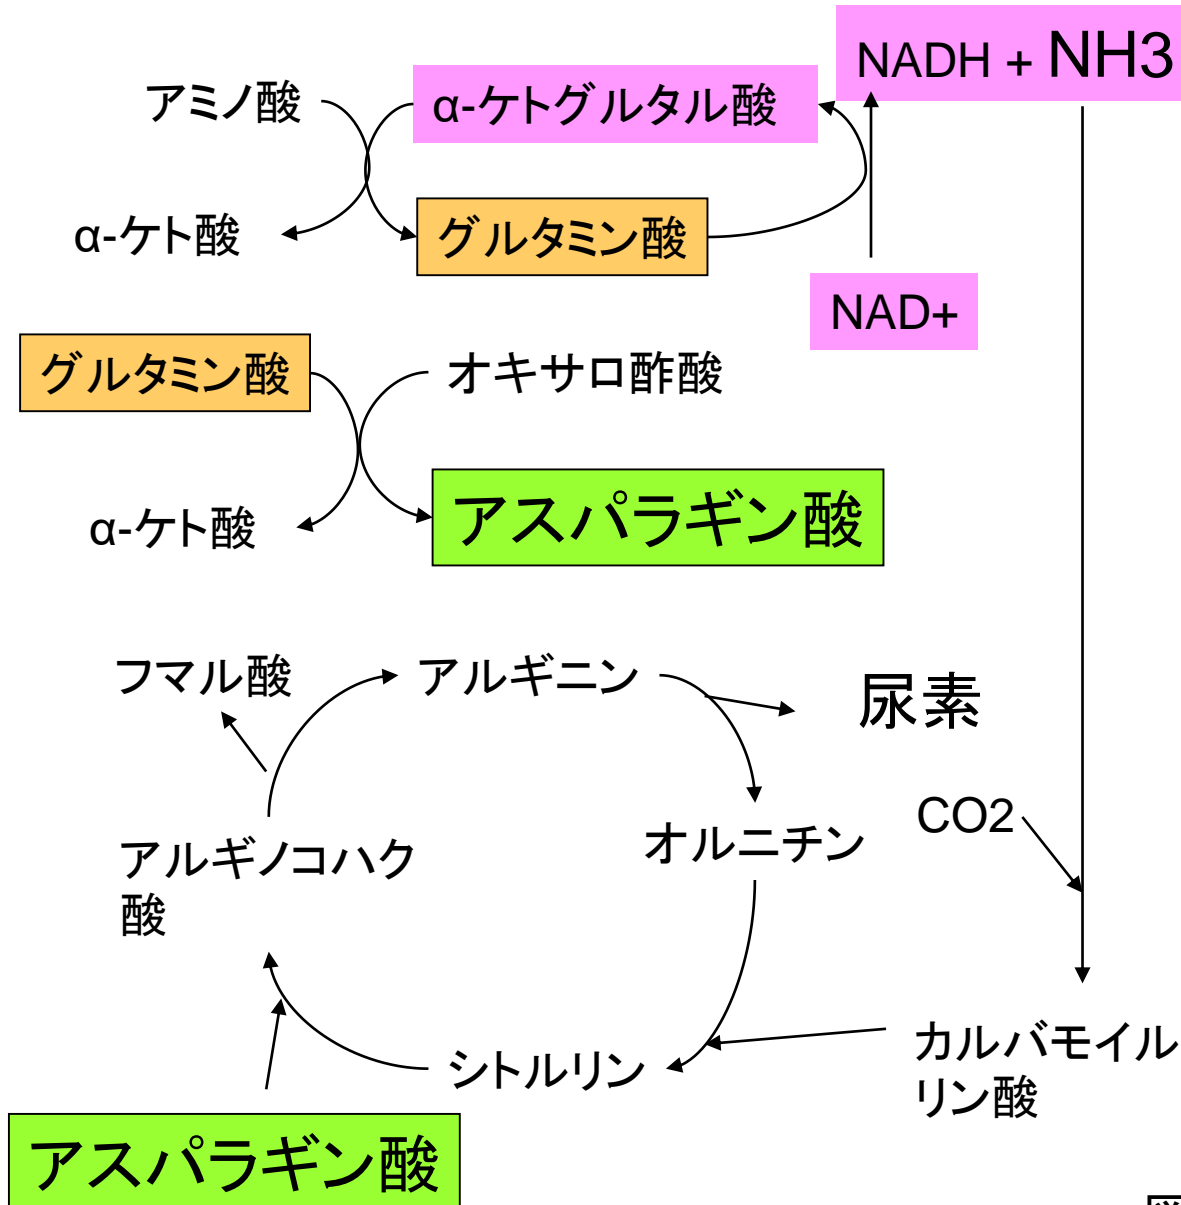 NADH + NH3
アミノ酸
α-ケトグルタル酸
α-ケト酸
グルタミン酸
NAD+
グルタミン酸
オキサロ酢酸
α-ケト酸
アスパラギン酸
フマル酸
アルギニン
尿素
CO2
アルギノコハク
酸
オルニチン
シトルリン
カルバモイル
リン酸
アスパラギン酸